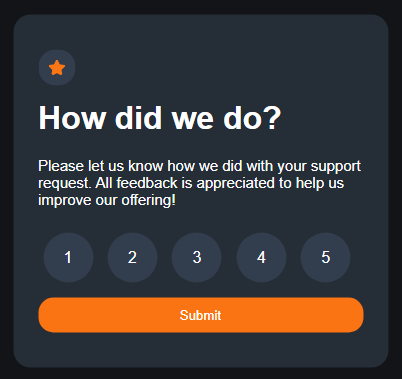 How did we do?
Please let us know how we did with your support
request. All feedback is appreciated to help us
improve our offering!
1 2 3 4 5
Submit